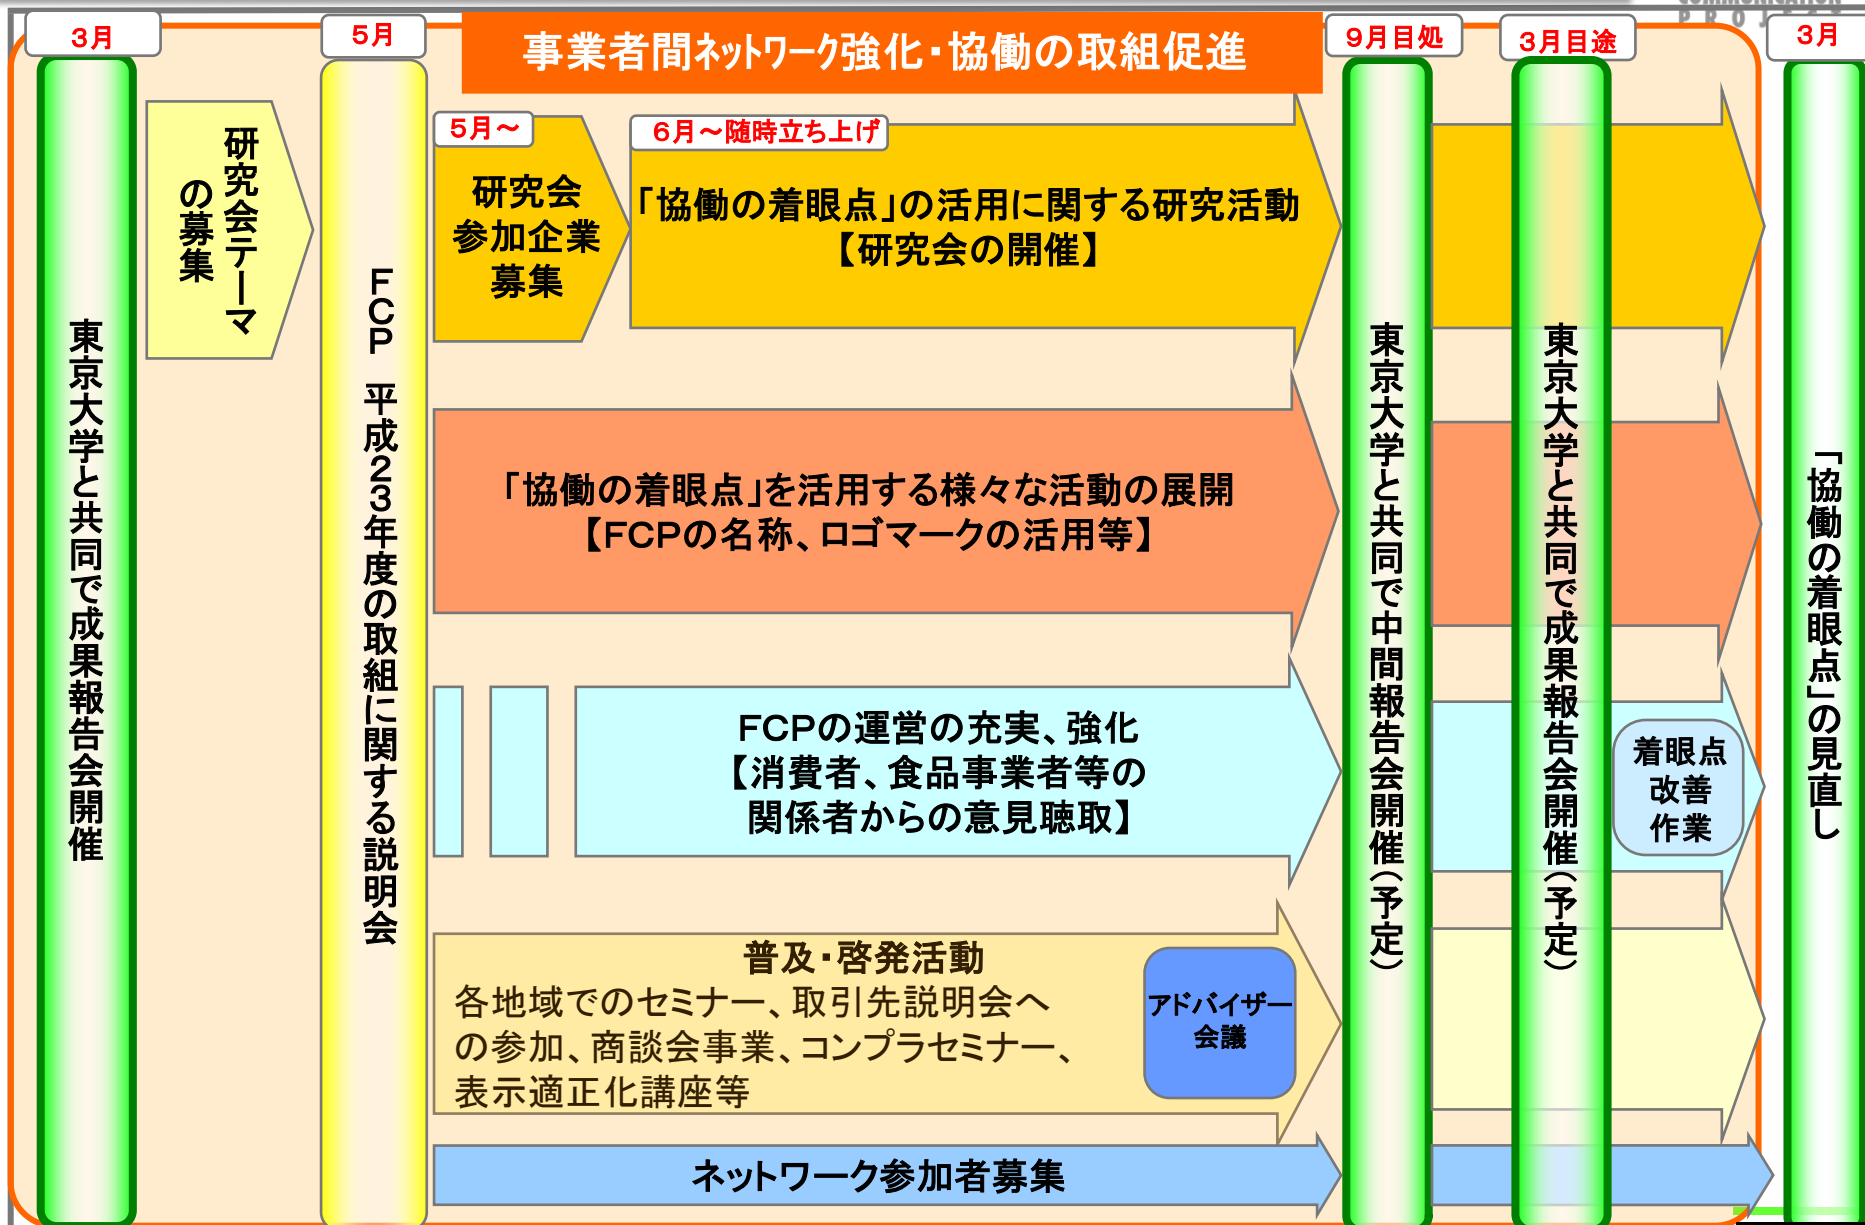 COMMUNICATION
PROJECT
3月
5月
事業者間ネットワーク強化・協働の取組促進
9月目処
3月目途
3月
東京大学と共同で成果報告会開催
研究会テーマ
の募集
FCP 平成23年度の取組に関する説明会
5月～
研究会
参加企業
募集
6月～随時立ち上げ
「協働の着眼点」の活用に関する研究活動
【研究会の開催】
「協働の着眼点」を活用する様々な活動の展開
【FCPの名称、ロゴマークの活用等】
FCPの運営の充実、強化
【消費者、食品事業者等の
関係者からの意見聴取】
普及・啓発活動
各地域でのセミナー、取引先説明会へ
の参加、商談会事業、コンプラセミナー、
表示適正化講座等
アドバイザー
会議
ネットワーク参加者募集
東京大学と共同で中間報告会開催（予定）
東京大学と共同で成果報告会開催（予定）
着眼点
改善
作業
「協働の着眼点」の見直し